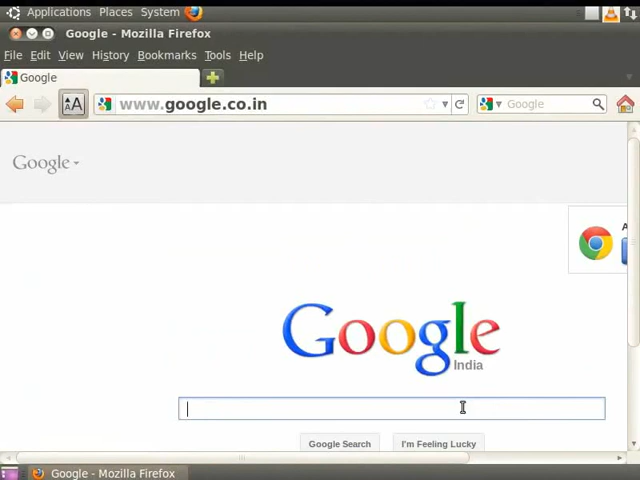 Applications Places System
Google - Mozilla Firefox
File Edit View History Bookmarks Tools Help
Google
AA www.google.co.in Google
Google
A
Google
India
Google Search I'm Feeling Lucky
Google - Mozilla Firefox